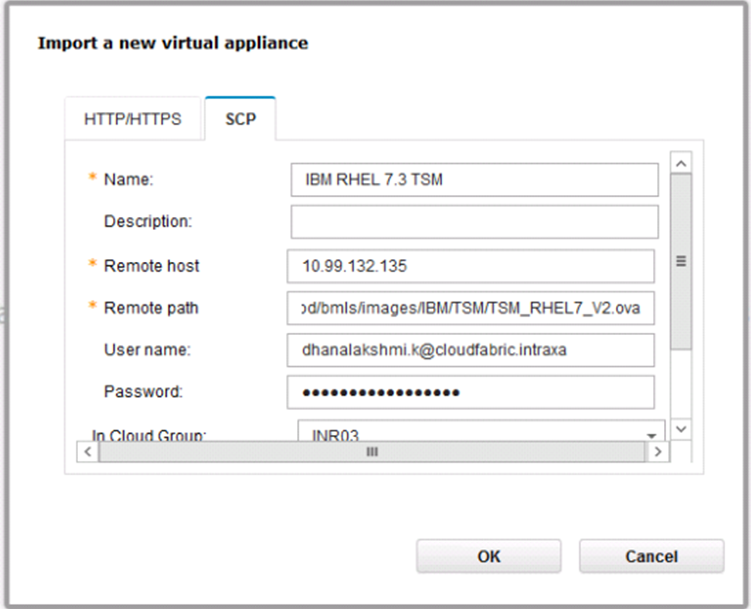 Import a new virtual appliance
HTTP/HTTPS SCP
* Name: IBM RHEL 7.3 TSM
Description:
* Remote host 10.99.132.135
* Remote path od/bmls/images/IBM/TSM/TSM_RHEL7_V2.ova
User name: dhanalakshmi.k@cloudfabric.intraxa
Password: •••••••••••••••••
In Cloud Group: INR03
OK Cancel